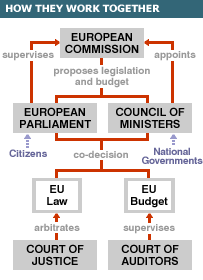 HOW THEY WORK TOGETHER
EUROPEAN
COMMISSION
supervises
appoints
proposes legislation
and budget
EUROPEAN
PARLIAMENT
COUNCIL OF
MINISTERS
Citizens
co-decision
National
Governments
EU
Law
EU
Budget
arbitrates
supervises
COURT OF
JUSTICE
COURT OF
AUDITORS